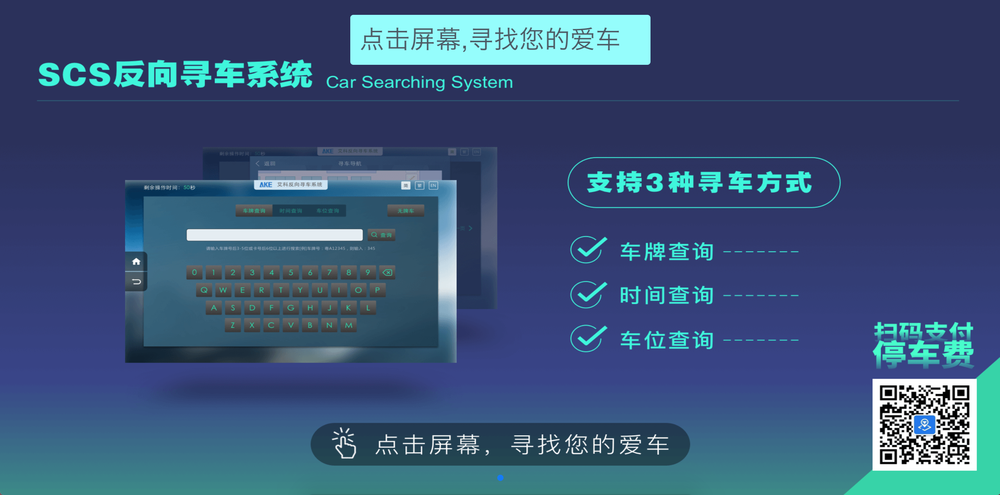 点击屏幕,寻找您的爱车
SCS反向寻车系统 Car Searching System
剩余操作时间：50秒 AKE 艾科反向寻车系统 简 繁 EN
返回 寻车导航
剩余操作时间：50秒 AKE 艾科反向寻车系统 简 繁 EN
车牌查询 时间查询 车位查询 无牌车
查询
请输入车牌号后3-5位或卡号后6位以上进行搜索[例]车牌号：粤A12345，则输入：345
0 1 2 3 4 5 6 7 8 9
Q W E R T Y U I O P
A S D F G H J K L
Z X C V B N M
支持3种寻车方式
车牌查询
时间查询
车位查询
扫码支付
停车费
点击屏幕，寻找您的爱车